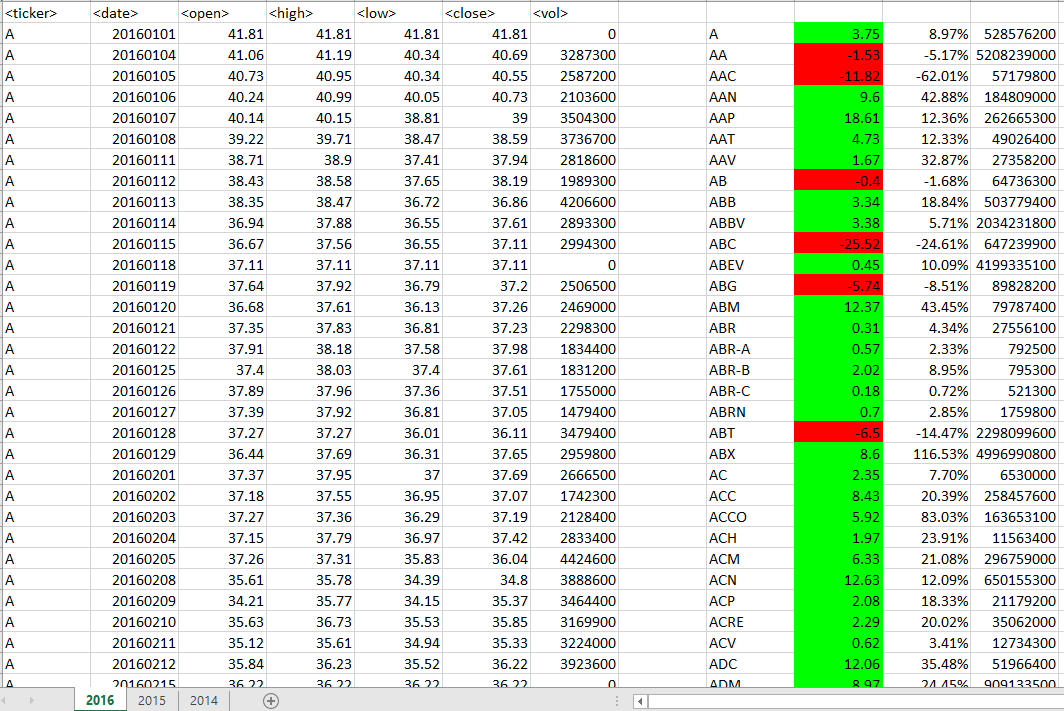 <ticker> <date> <open> <high> <low> <close> <vol>
A 20160101 41.81 41.81 41.81 41.81 0 A 3.75 8.97% 528576200
A 20160104 41.06 41.19 40.34 40.69 3287300 AA -1.53 -5.17% 5208239000
A 20160105 40.73 40.95 40.34 40.55 2587200 AAC -11.82 -62.01% 57179800
A 20160106 40.24 40.99 40.05 40.73 2103600 AAN 9.6 42.88% 184809000
A 20160107 40.14 40.15 38.81 39 3504300 AAP 18.61 12.36% 262665300
A 20160108 39.22 39.71 38.47 38.59 3736700 AAT 4.73 12.33% 49026400
A 20160111 38.71 38.9 37.41 37.94 2818600 AAV 1.67 32.87% 27358200
A 20160112 38.43 38.58 37.65 38.19 1989300 AB -0.4 -1.68% 64736300
A 20160113 38.35 38.47 36.72 36.86 4206600 ABB 3.34 18.84% 503779400
A 20160114 36.94 37.88 36.55 37.61 2893300 ABBV 3.38 5.71% 2034231800
A 20160115 36.67 37.56 36.55 37.11 2994300 ABC -25.52 -24.61% 647239900
A 20160118 37.11 37.11 37.11 37.11 0 ABEV 0.45 10.09% 4199335100
A 20160119 37.64 37.92 36.79 37.2 2506500 ABG -5.74 -8.51% 89828200
A 20160120 36.68 37.61 36.13 37.26 2469000 ABM 12.37 43.45% 79787400
A 20160121 37.35 37.83 36.81 37.23 2298300 ABR 0.31 4.34% 27556100
A 20160122 37.91 38.18 37.58 37.98 1834400 ABR-A 0.57 2.33% 792500
A 20160125 37.4 38.03 37.4 37.61 1831200 ABR-B 2.02 8.95% 795300
A 20160126 37.89 37.96 37.36 37.51 1755000 ABR-C 0.18 0.72% 521300
A 20160127 37.39 37.92 36.81 37.05 1479400 ABRN 0.7 2.85% 1759800
A 20160128 37.27 37.27 36.01 36.11 3479400 ABT -6.5 -14.47% 2298099600
A 20160129 36.44 37.69 36.31 37.65 2959800 ABX 8.6 116.53% 4996990800
A 20160201 37.37 37.95 37 37.69 2666500 AC 2.35 7.70% 6530000
A 20160202 37.18 37.55 36.95 37.07 1742300 ACC 8.43 20.39% 258457600
A 20160203 37.27 37.36 36.29 37.19 2128400 ACCO 5.92 83.03% 163653100
A 20160204 37.15 37.79 36.97 37.42 2833400 ACH 1.97 23.91% 11563400
A 20160205 37.26 37.31 35.83 36.04 4424600 ACM 6.33 21.08% 296759000
A 20160208 35.61 35.78 34.39 34.8 3888600 ACN 12.63 12.09% 650155300
A 20160209 34.21 35.77 34.15 35.37 3464400 ACP 2.08 18.33% 21179200
A 20160210 35.63 36.73 35.53 35.85 3169900 ACRE 2.29 20.02% 35062000
A 20160211 35.12 35.61 34.94 35.33 3224000 ACV 0.62 3.41% 12734300
A 20160212 35.84 36.23 35.52 36.22 3923600 ADC 12.06 35.48% 51966400
A 20160215 36.22 36.22 36.22 36.22 0 ADM 8.97 24.45% 909133500
2016 2015 2014